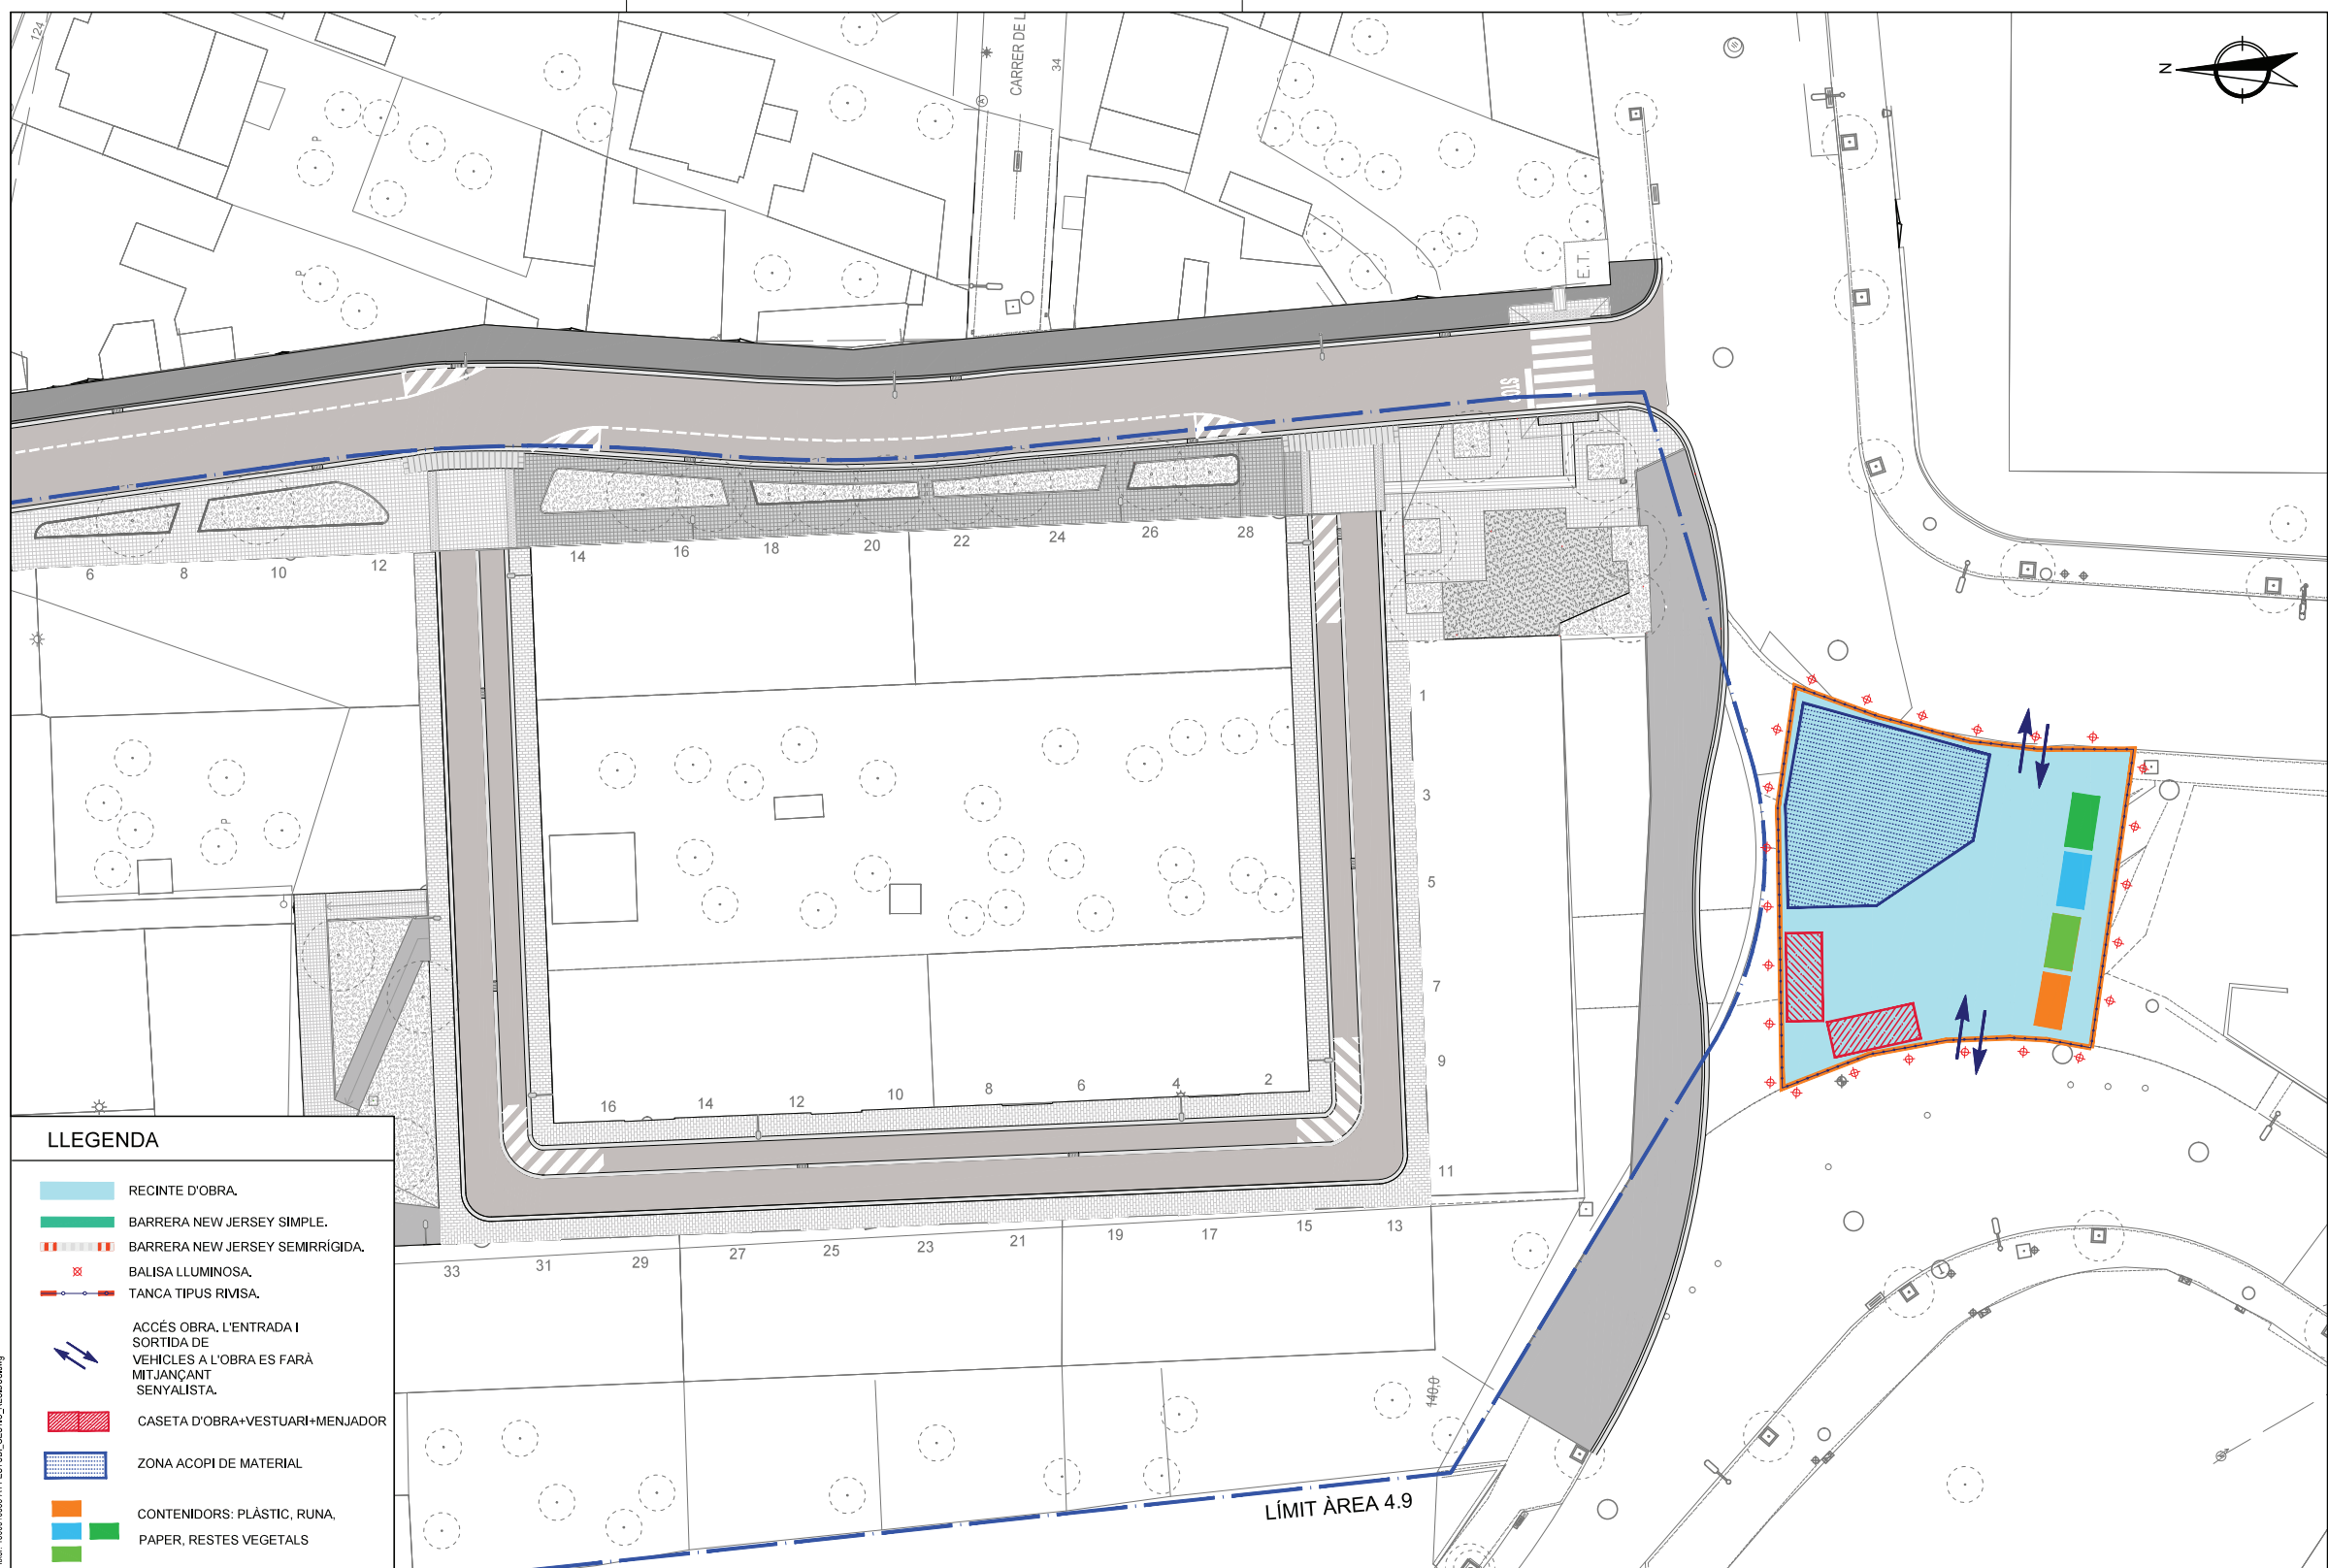 124
CARRER DE L
34
N
P
P
E.T.
STOP
6
8
10
12
14
16
18
20
22
24
26
28
P
1
3
5
7
9
11
16
14
12
10
8
6
4
2
33
31
29
27
25
23
21
19
17
15
13
140,0
LÍMIT ÀREA 4.9
LLEGENDA
RECINTE D'OBRA.
BARRERA NEW JERSEY SIMPLE.
BARRERA NEW JERSEY SEMIRRÍGIDA.
BALISA LLUMINOSA.
TANCA TIPUS RIVISA.
ACCÉS OBRA. L'ENTRADA I
SORTIDA DE
VEHICLES A L'OBRA ES FARÀ
MITJANÇANT
SENYALISTA.
CASETA D'OBRA+VESTUARI+MENJADOR
ZONA ACOPI DE MATERIAL
CONTENIDORS: PLÀSTIC, RUNA,
PAPER, RESTES VEGETALS